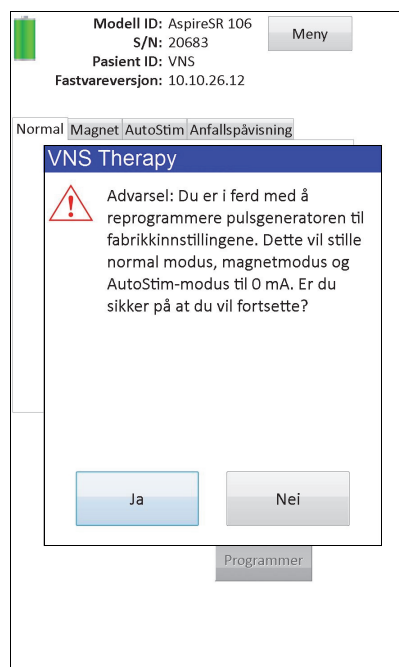 Modell ID: AspireSR 106
S/N: 20683
Pasient ID: VNS
Fastvareversjon: 10.10.26.12
Meny
Normal Magnet AutoStim Anfallspåvisning
VNS Therapy
Advarsel: Du er i ferd med å
reprogrammere pulsgeneratoren til
fabrikkinnstillingene. Dette vil stille
normal modus, magnetmodus og
AutoStim-modus til 0 mA. Er du
sikker på at du vil fortsette?
Ja Nei
Programmer